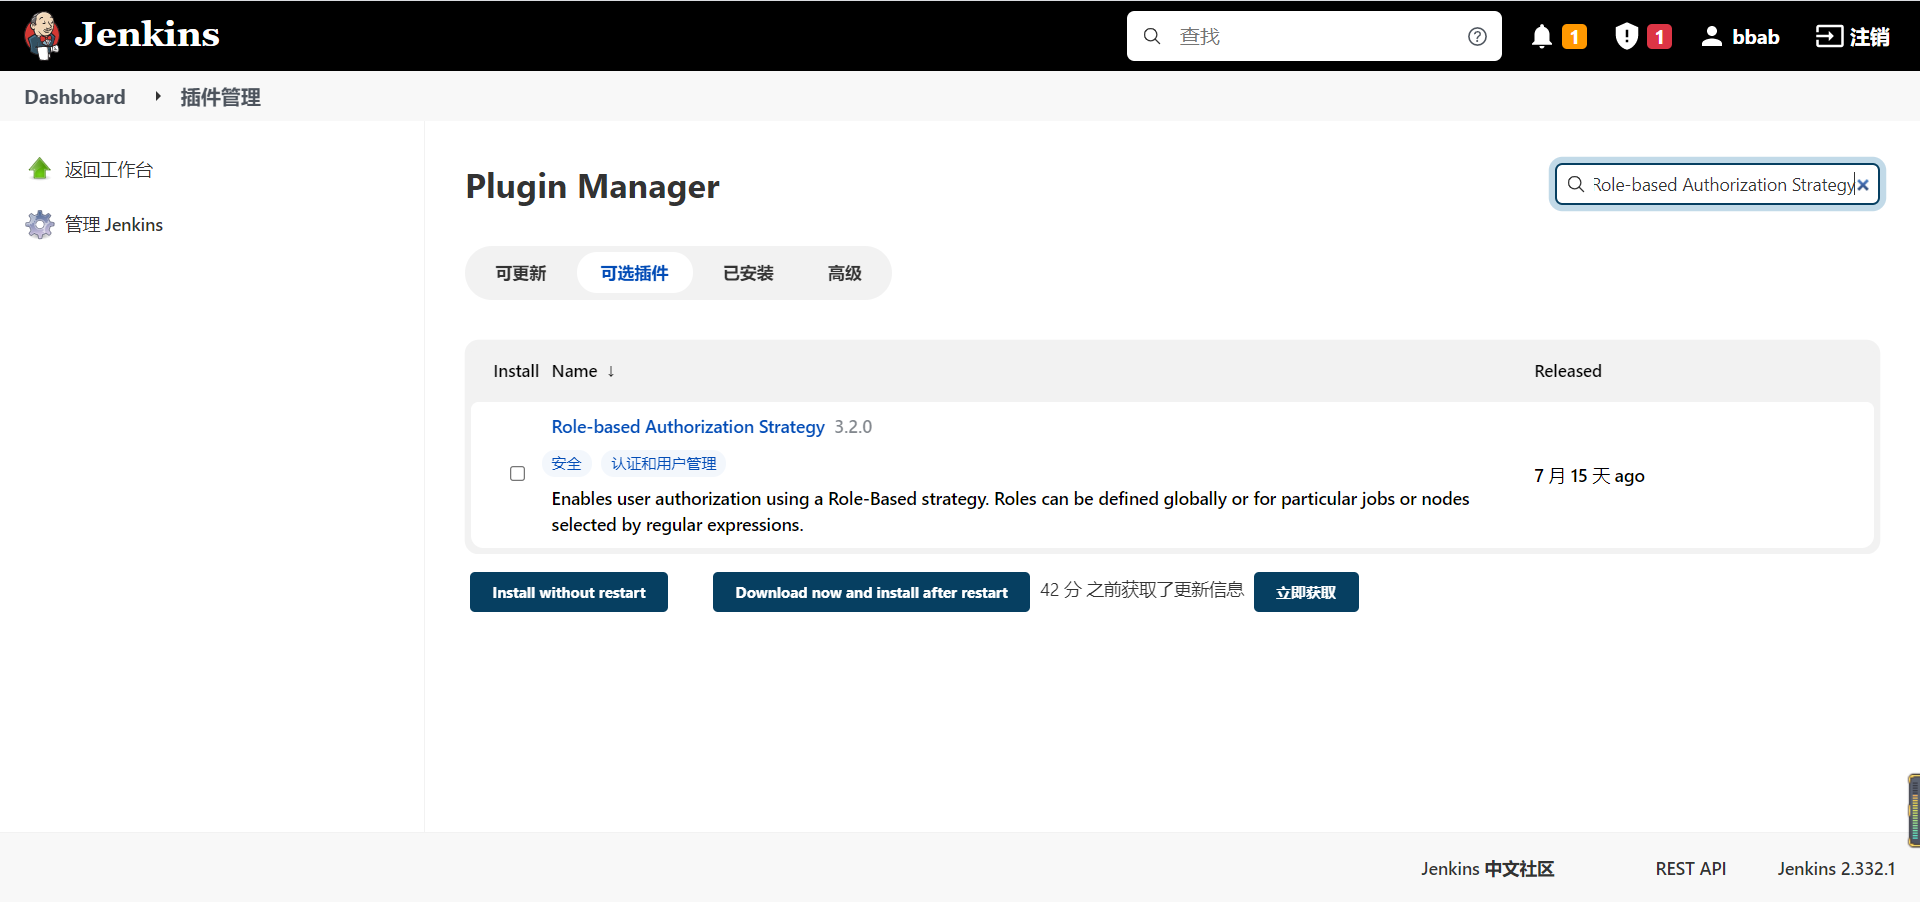 Jenkins
查找
1
1
bbab
注销
Dashboard
插件管理
返回工作台
管理 Jenkins
Plugin Manager
Role-based Authorization Strategy
可更新
可选插件
已安装
高级
Install Name ↓ Released
Role-based Authorization Strategy 3.2.0
安全 认证和用户管理
7 月 15 天 ago
Enables user authorization using a Role-Based strategy. Roles can be defined globally or for particular jobs or nodes
selected by regular expressions.
Install without restart
Download now and install after restart
42 分 之前获取了更新信息
立即获取
Jenkins 中文社区
REST API
Jenkins 2.332.1